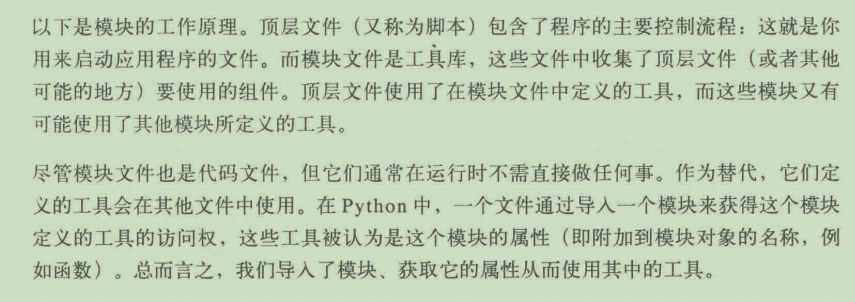 以下是模块的工作原理。顶层文件（又称为脚本）包含了程序的主要控制流程：这就是你
用来启动应用程序的文件。而模块文件是工具库，这些文件中收集了顶层文件（或者其他
可能的地方）要使用的组件。顶层文件使用了在模块文件中定义的工具，而这些模块又有
可能使用了其他模块所定义的工具。
尽管模块文件也是代码文件，但它们通常在运行时不需直接做任何事。作为替代，它们定
义的工具会在其他文件中使用。在 Python 中，一个文件通过导入一个模块来获得这个模块
定义的工具的访问权，这些工具被认为是这个模块的属性（即附加到模块对象的名称，例
如函数）。总而言之，我们导入了模块、获取它的属性从而使用其中的工具。